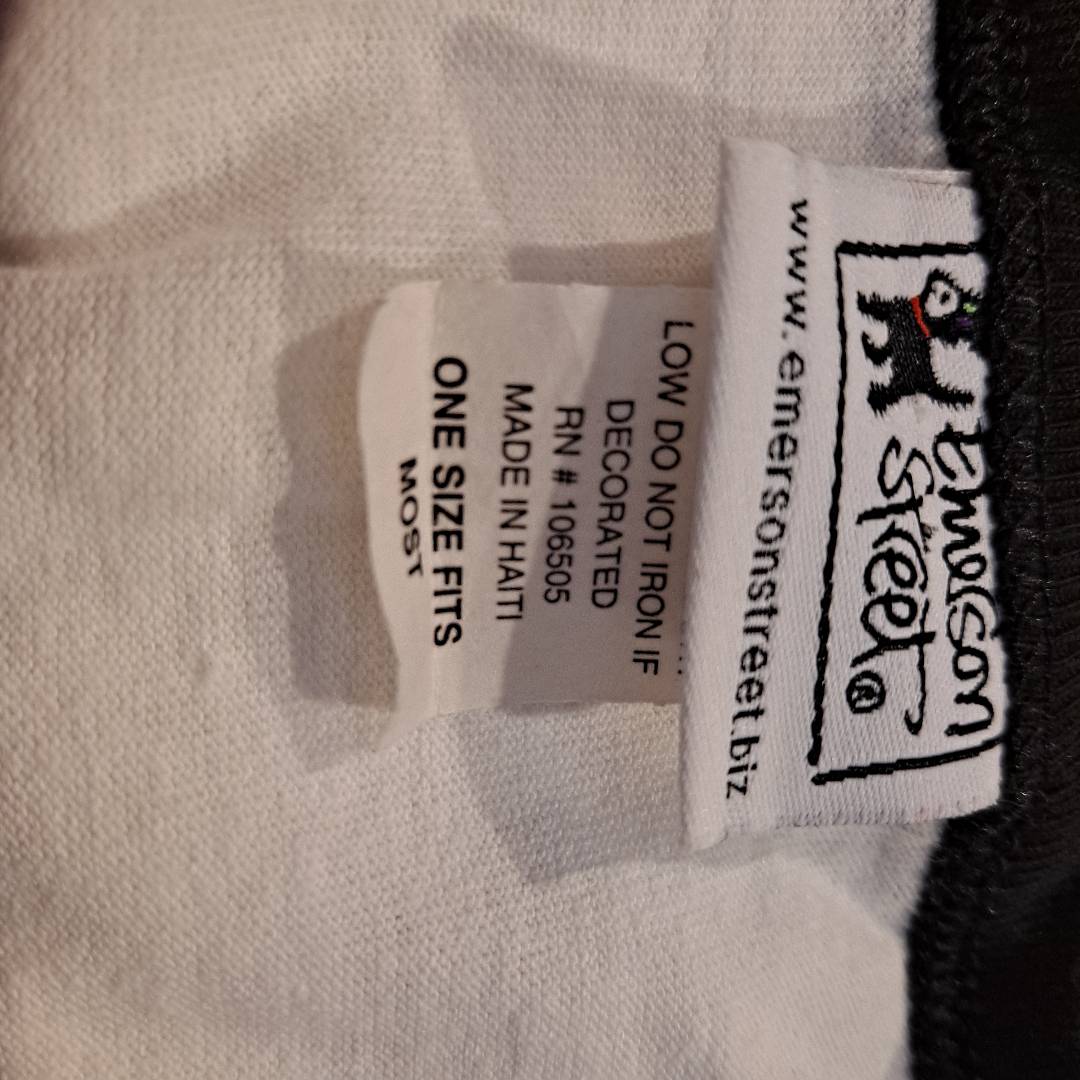 Emerson
Street®
www.emersonstreet.biz
LOW DO NOT IRON IF
DECORATED
RN # 106505
MADE IN HAITI
ONE SIZE FITS
MOST